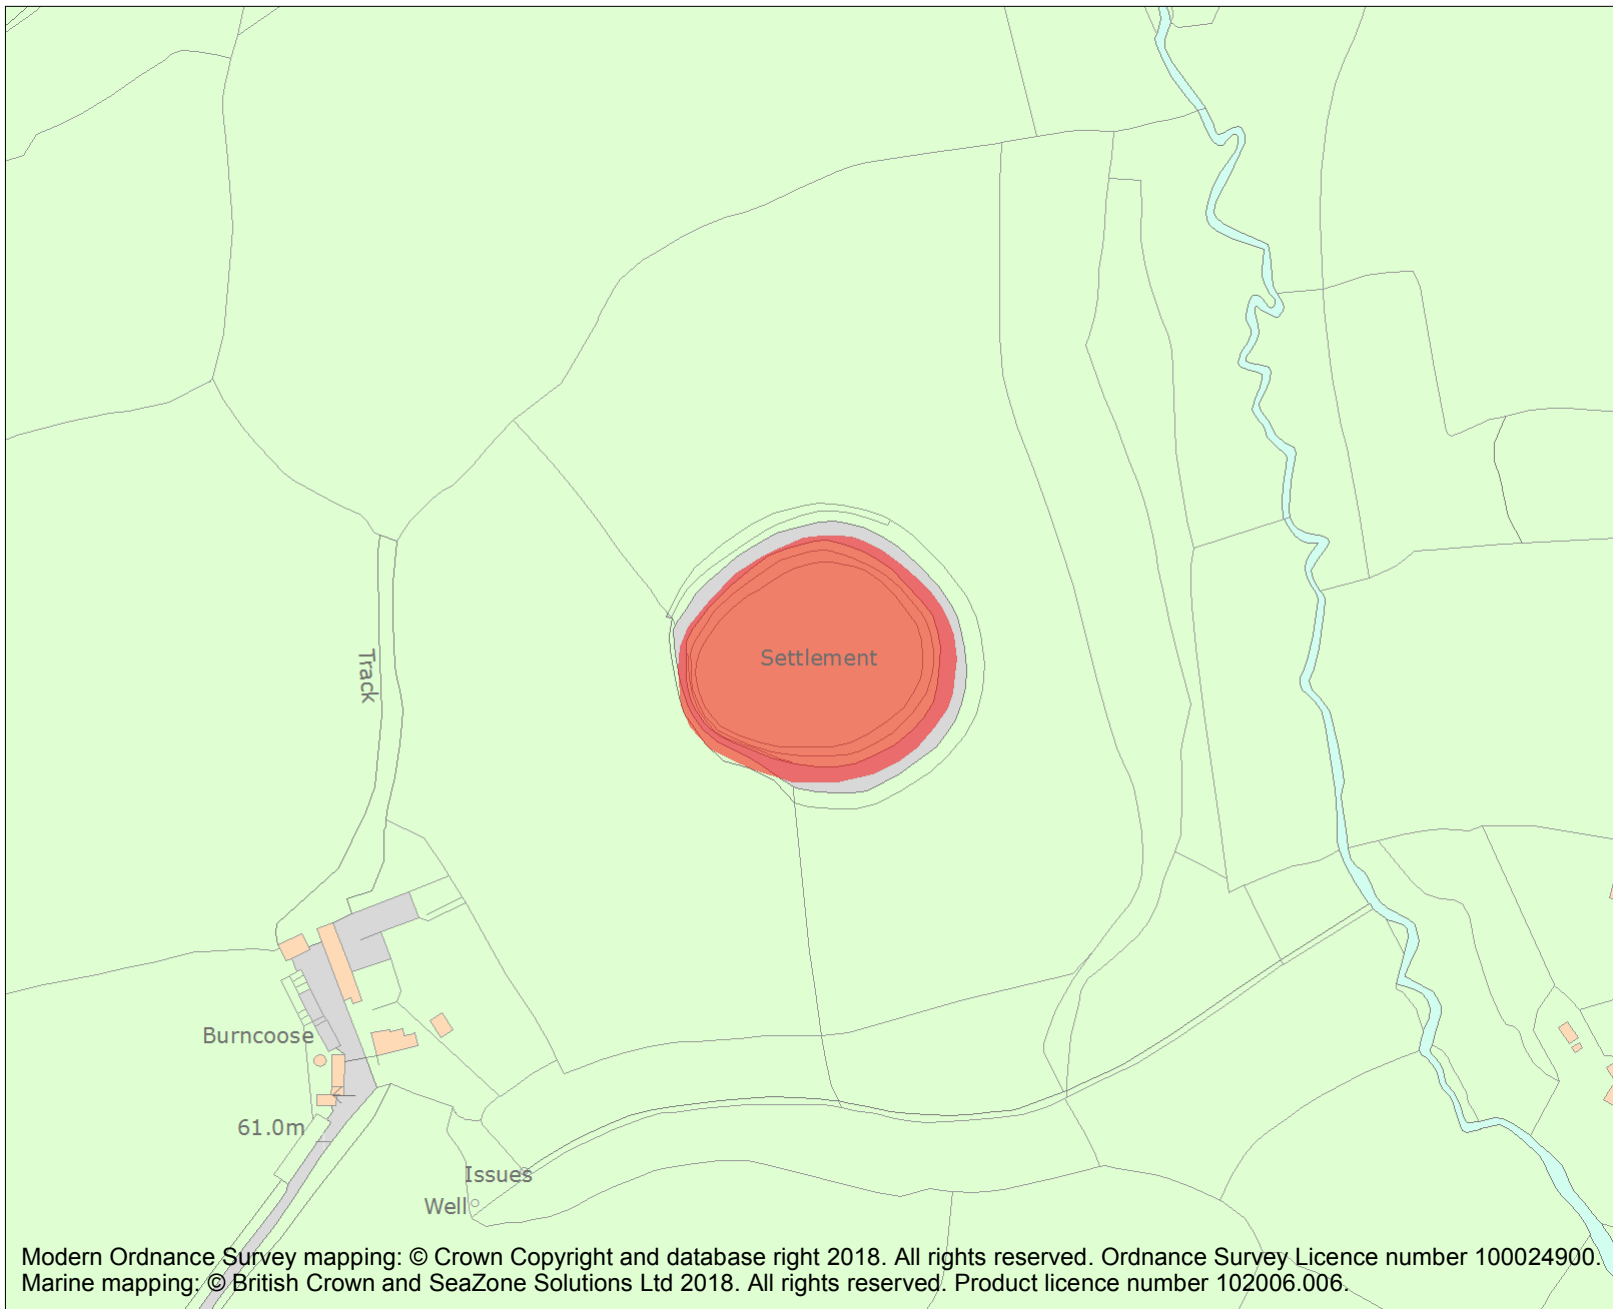 Settlement
Track
Burncoose
61.0m
Issues
Well
Modern Ordnance Survey mapping: © Crown Copyright and database right 2018. All rights reserved. Ordnance Survey Licence number 100024900.
Marine mapping: © British Crown and SeaZone Solutions Ltd 2018. All rights reserved. Product licence number 102006.006.